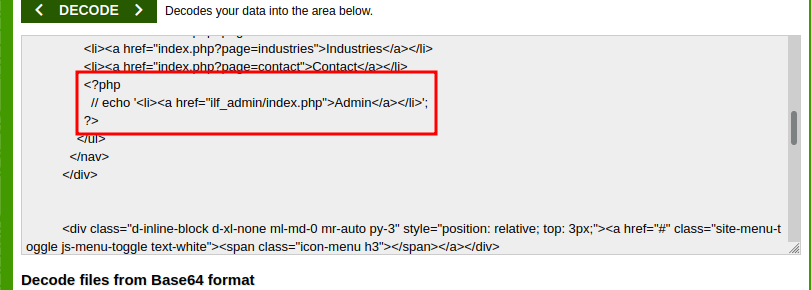 DECODE
Decodes your data into the area below.
<li><a href="index.php?page=industries">Industries</a></li>
<li><a href="index.php?page=contact">Contact</a></li>
<?php
// echo '<li><a href="ilf_admin/index.php">Admin</a></li>';
?>
</ul>
</nav>
</div>
<div class="d-inline-block d-xl-none ml-md-0 mr-auto py-3" style="position: relative; top: 3px;"><a href="#" class="site-menu-t
oggle js-menu-toggle text-white"><span class="icon-menu h3"></span></a></div>
Decode files from Base64 format